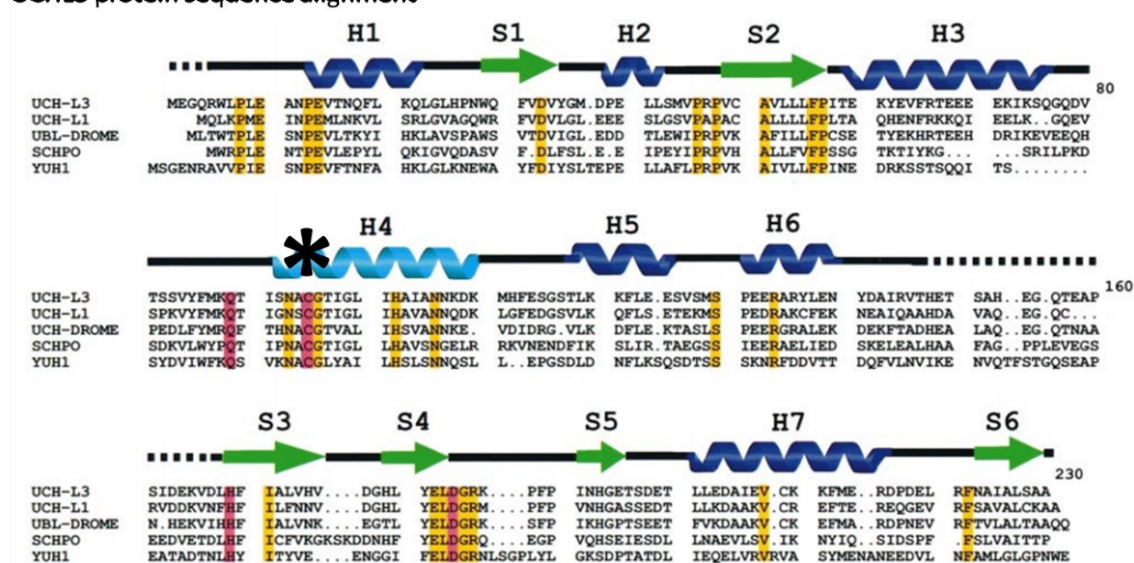 UCHL3 protein sequence alignment
H1 S1 H2 S2 H3
80
UCH-L3 MEGQRWLPLE ANPEVTNQFL KQLGLHPNWQ FVDVYGM.DPE LLSMVPRPVC AVLLLFPITE KYEVFRTEEE EKIKSQGQDV
UCH-L1 MQLKPME INPEMLNKVL SRLGVAGQWR FVDVLGL.EEE SLGSVPAPAC ALLLLFPLTA QHENFRKKQI EELK..GQEV
UBL-DROME MLTWTPLE SNPEVLTKYI HKLAVSPAWS VTDVIGL.EDD TLEWIPRPVK AFILLFPCSE TYEKHRTEEH DRIKEVEEQH
SCHPO MWRPLE NTPEVLEPYL QKIGVQDASV F.DLFSL.E.E IPEYIPRPVH ALLFVFPSSG TKTIYKG... ...SRILPKD
YUH1 MSGENRAVVPIE SNPEVFTNFA HKLGLKNEWA YFDIYSLTEPE LLAFLPRPVK AIVLLFPINE DRKSSTSQQI TS........
* H4 H5 H6
160
UCH-L3 TSSVYFMKQT ISNACGTIGL IHAIANNKDK MHFESGSTLK KFLE.ESVSMS PEERARYLEN YDAIRVTHET SAH..EG.QTEAP
UCH-L1 SPKVYFMKQT IGNSCGTIGL IHAVANNQDK LGFEDGSVLK QFLS.ETEKMS PEDRAKCFEK NEAIQAAHDA VAQ..EG.QC...
UCH-DROME PEDLFYMRQF THNACGTVAL IHSVANNKE. VDIDRG.VLK DFLE.KTASLS PEERGRALEK DEKFTADHEA LAQ..EG.QTNAA
SCHPO SDKVLWYPQT IPNACGTIGL LHSLLNGELR RKVNENDFIK SLIR.TAEGSS IEERAELIED SKELEALHAA FAG..PPLEVEGS
YUH1 SYDVIWFKQS VKNACGLYAI LHSLSNNQSL L..EPGSDLD NFLKSQSDTSS SKNRFDDVTT DQFVLNVIKE NVQTFSTGQSEAP
S3 S4 S5 H7 S6
230
UCH-L3 SIDEKVDLHF IALVHV....DGHL YELDGRK....PFP INHGETSDET LLEDAIEV.CK KFME..RDPDEL RFNAIALSAA
UCH-L1 RVDDKVNFHF ILFNNV....DGHL YELDGRM....PFP VNHGASSEDT LLKDAAKV.CR EFTE..REQGEV RFSAVALCKAA
UBL-DROME N.HEKVIHHF IALVNK....EGTL YELDGRK....SFP IKHGPTSEET FVKDAAKV.CK EFMA..RDPNEV RFTVLALTAAQQ
SCHPO EEDVETDLHF ICFVKGKSKDDNHF YELDGRQ....EGP VQHSEIESDL LNAEVLSV.IK NYIQ..SIDSPF .FSLVAITTP
YUH1 EATADTNLHY ITYVE....ENGGI FELDGRNLSGPLYL GKSDPTATDL IEQELVRVRVA SYMENANEEDVL NFAMLGLGPNWE